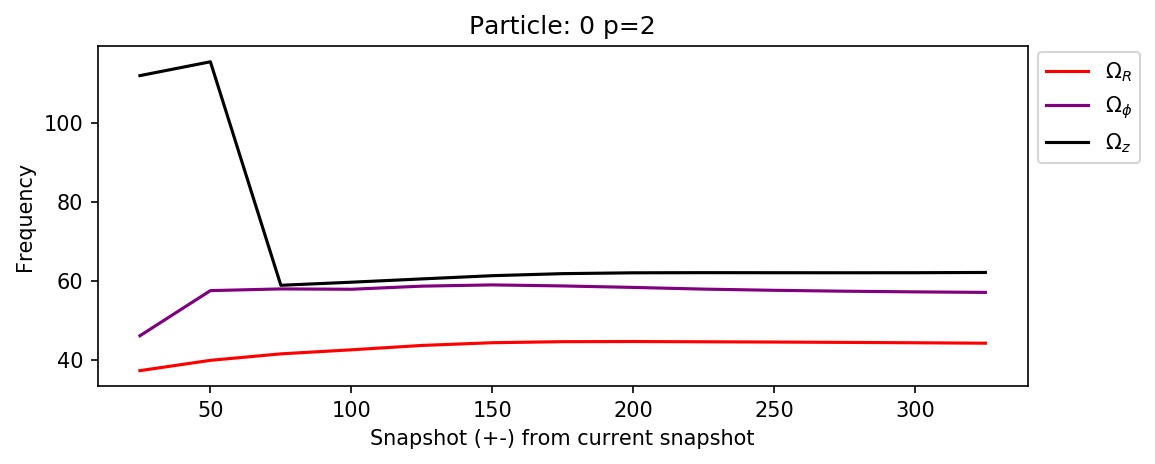 Particle: 0 p=2
Frequency
100
80
60
40
50
100
150
200
250
300
Snapshot (+-) from current snapshot
Ω_R
Ω_ϕ
Ω_z